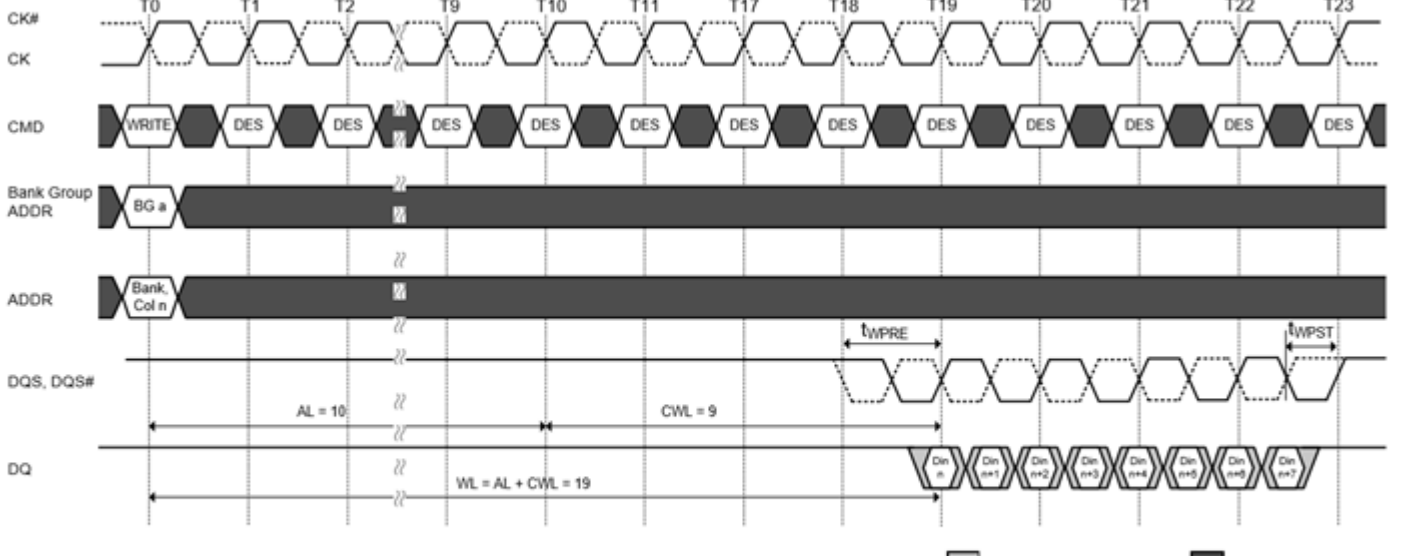 T0 T1 T2 T9 T10 T11 T17 T18 T19 T20 T21 T22 T23
CK#
CK
CMD WRITE DES DES DES DES DES DES DES DES DES DES DES DES
Bank Group
ADDR
BG a
ADDR
Bank,
Col n
tWPRE tWPST
DQS, DQS#
AL = 10 CWL = 9
DQ
Din Din Din Din Din Din Din Din
n n+1 n+2 n+3 n+4 n+5 n+6 n+7
WL = AL + CWL = 19